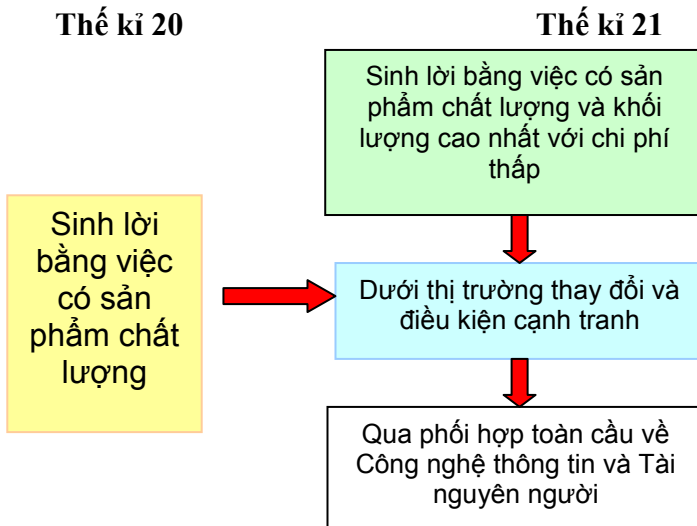 Thế kỉ 20
Thế kỉ 21
Sinh lời bằng việc có sản
phẩm chất lượng và khối
lượng cao nhất với chi phí
thấp
Sinh lời
bằng việc
có sản
phẩm chất
lượng
Dưới thị trường thay đổi và
điều kiện cạnh tranh
Qua phối hợp toàn cầu về
Công nghệ thông tin và Tài
nguyên người